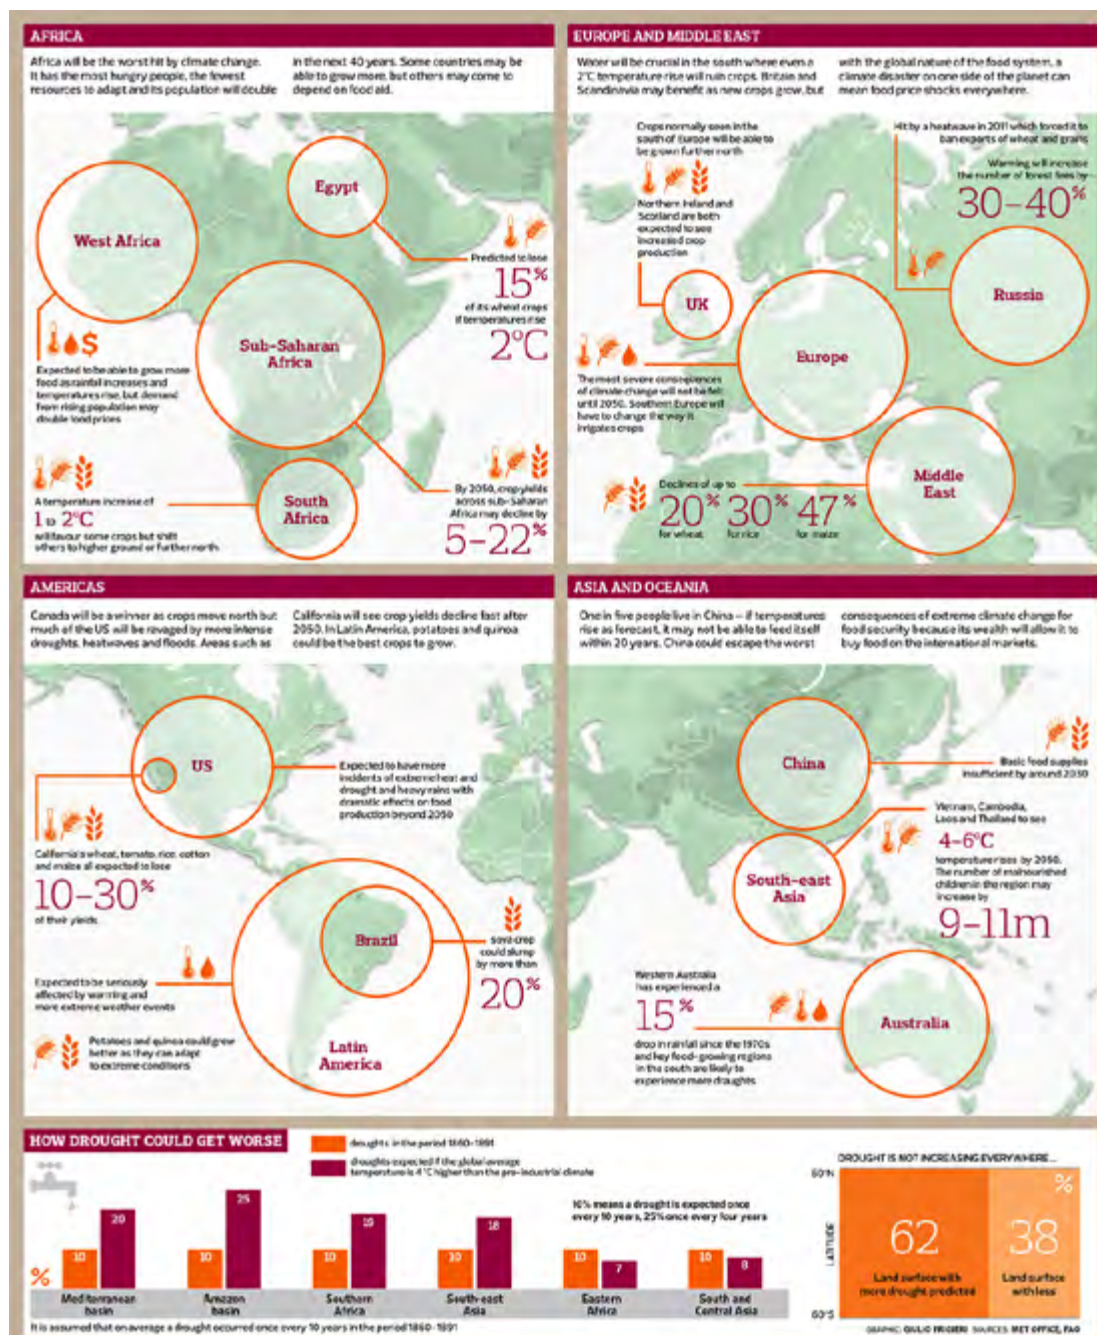 AFRICA
Africa will be the worst hit by climate change.
It has the most hungry people, the fewest
resources to adapt and its population will double
in the next 40 years. Some countries may be
able to grow more, but others may come to
depend on food aid.
Egypt
West Africa
Sub-Saharan
Africa
South
Africa
Predicted to lose
15%
of its wheat crops
if temperatures rise
2°C
Expected to be able to grow more
food as rainfall increases and
temperatures rise, but demand
from rising population may
double food prices
A temperature increase of
1 to 2°C
will favour some crops but shift
others to higher ground or further north
By 2050, crop yields
across sub-Saharan
Africa may decline by
5–22%
EUROPE AND MIDDLE EAST
Water will be crucial in the south where even a
2°C temperature rise will ruin crops. Britain and
Scandinavia may benefit as new crops grow, but
with the global nature of the food system, a
climate disaster on one side of the planet can
mean food price shocks everywhere.
Crops normally seen in the
south of Europe will be able to
be grown further north
Northern Ireland and
Scotland are both
expected to see
increased crop
production
Hit by a heatwave in 2011 which forced it to
ban exports of wheat and grains
Warming will increase
the number of forest fires by
30–40%
Russia
UK
Europe
The most severe consequences
of climate change will not be felt
until 2050. Southern Europe will
have to change the way it
irrigates crops
Middle
East
Declines of up to
20% 30% 47%
for wheat for rice for maize
AMERICAS
Canada will be a winner as crops move north but
much of the US will be ravaged by more intense
droughts, heatwaves and floods. Areas such as
California will see crop yields decline fast after
2050. In Latin America, potatoes and quinoa
could be the best crops to grow.
US
Expected to have more
incidents of extreme heat and
drought and heavy rains with
dramatic effects on food
production beyond 2050
California's wheat, tomato, rice, cotton
and maize all expected to lose
10–30%
of their yields
Brazil
Soya crop
could slump
by more than
20%
Expected to be seriously
affected by warming and
more extreme weather events
Potatoes and quinoa could grow
better as they can adapt
to extreme conditions
Latin
America
ASIA AND OCEANIA
One in five people live in China – if temperatures
rise as forecast, it may not be able to feed itself
within 20 years. China could escape the worst
consequences of extreme climate change for
food security because its wealth will allow it to
buy food on the international markets.
China
Basic food supplies
insufficient by around 2030
Vietnam, Cambodia,
Laos and Thailand to see
4–6°C
temperature rises by 2050.
The number of malnourished
children in the region may
increase by
9–11m
South-east
Asia
Western Australia
has experienced a
15%
drop in rainfall since the 1970s
and key food-growing regions
in the south are likely to
experience more draughts
Australia
HOW DROUGHT COULD GET WORSE
droughts in the period 1860-1891
droughts expected if the global average
temperature is 4°C higher than the pre-industrial climate
10% means a drought is expected once
every 10 years, 25% once every four years
%
10 20
10 25
10 19
10 18
10 7
10 8
Mediterranean
basin
Amazon
basin
Southern
Africa
South-east
Asia
Eastern
Africa
South and
Central Asia
It is assumed that on average a drought occurred once every 10 years in the period 1860-1891
DROUGHT IS NOT INCREASING EVERYWHERE...
60°N
%
LATITUDE
62
38
Land surface with
more drought predicted
Land surface
with less
60°S
GRAPHIC: GIULIO FRIGIERI SOURCES: MET OFFICE, FAO